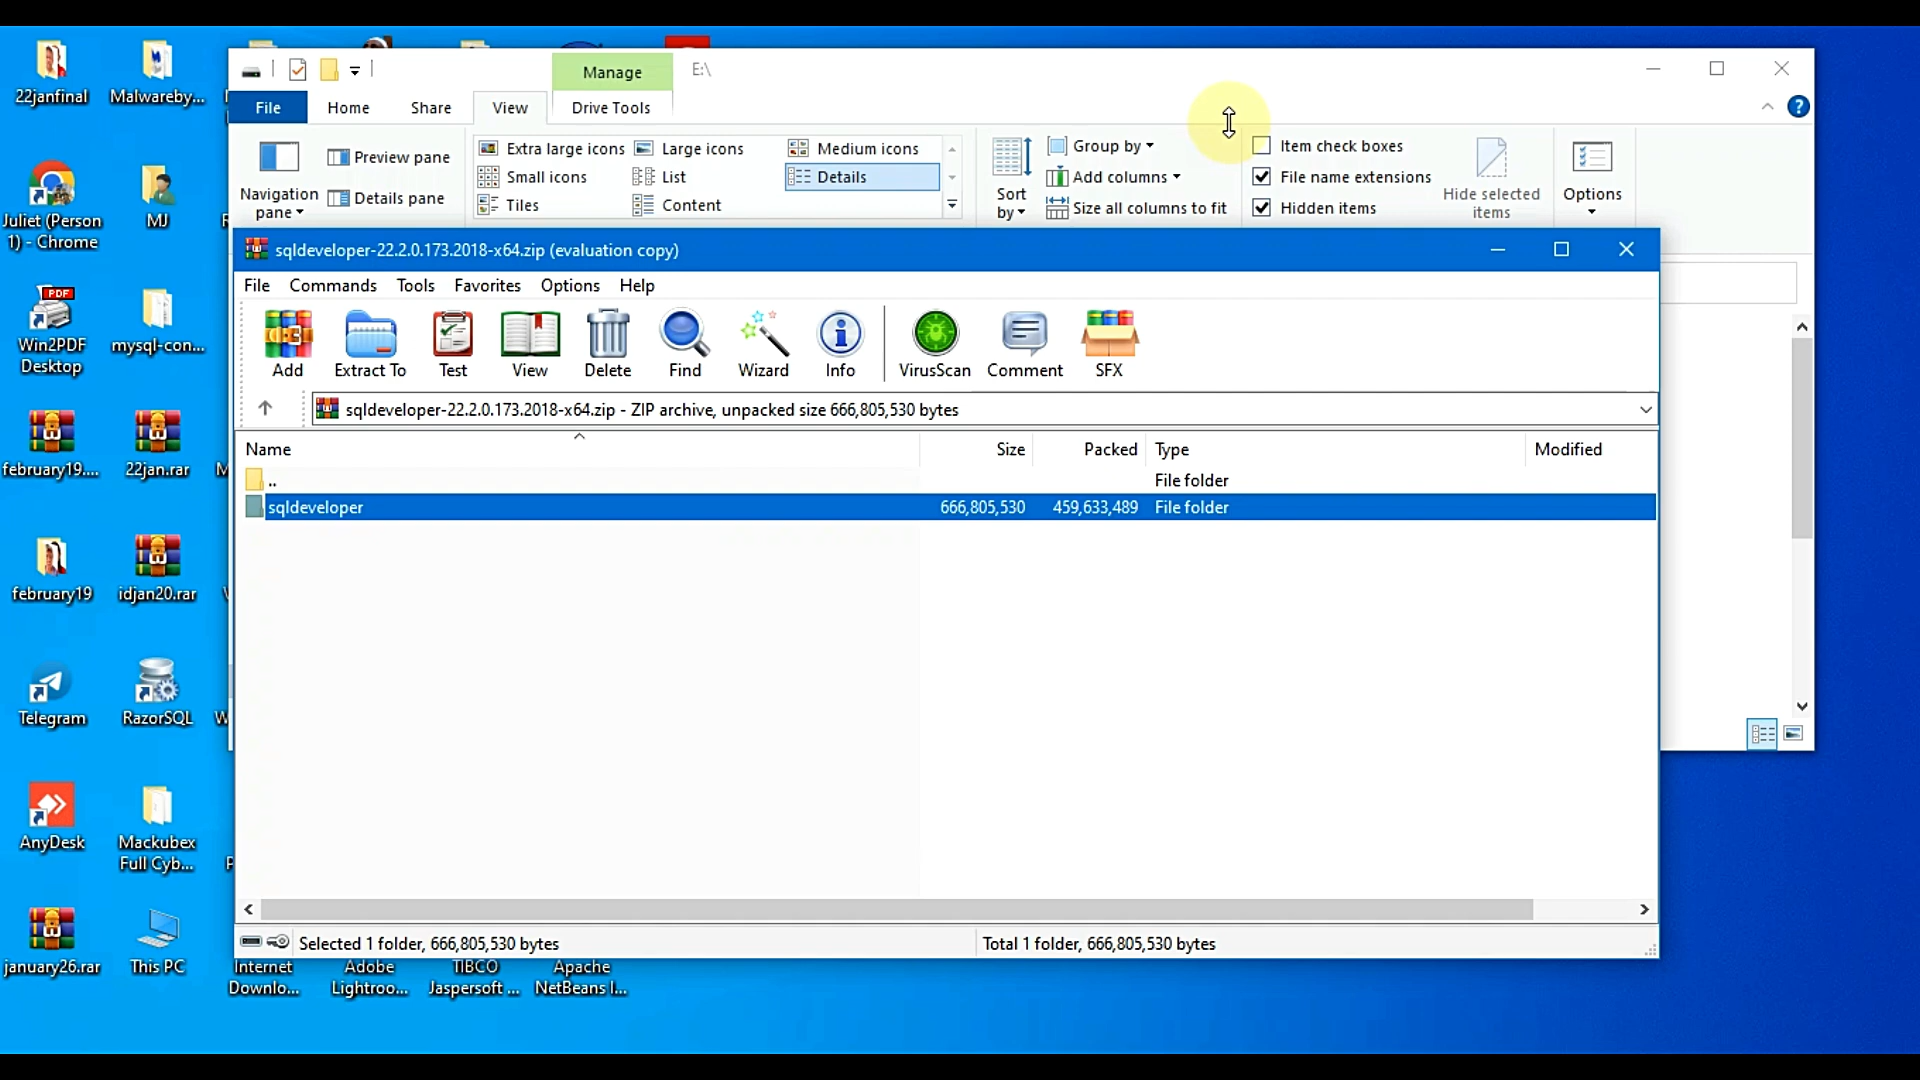 22janfinal
Malwareby...
Manage
E:\
File
Home
Share
View
Drive Tools
Navigation
pane
Preview pane
Details pane
Extra large icons
Large icons
Medium icons
Small icons
List
Details
Tiles
Content
Sort
by
Group by
Add columns
Size all columns to fit
Item check boxes
File name extensions
Hidden items
Hide selected
items
Options
Juliet (Person
1) - Chrome
MJ
sqldeveloper-22.2.0.173.2018-x64.zip (evaluation copy)
File
Commands
Tools
Favorites
Options
Help
Add
Extract To
Test
View
Delete
Find
Wizard
Info
VirusScan
Comment
SFX
sqldeveloper-22.2.0.173.2018-x64.zip - ZIP archive, unpacked size 666,805,530 bytes
Name
Size
Packed
Type
Modified
..
File folder
sqldeveloper
666,805,530
459,633,489
File folder
PDF
Win2PDF
Desktop
mysql-con...
february19....
22jan.rar
february19
idjan20.rar
Telegram
RazorSQL
AnyDesk
Mackubex
Full Cyb...
january26.rar
This PC
Selected 1 folder, 666,805,530 bytes
Total 1 folder, 666,805,530 bytes
Internet
Downlo...
Adobe
Lightroo...
TIBCO
Jaspersoft ...
Apache
NetBeans I...